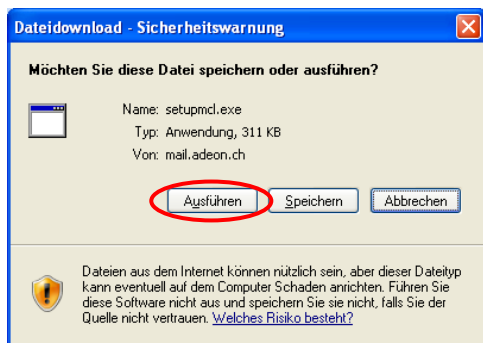 Dateidownload - Sicherheitswarnung
Möchten Sie diese Datei speichern oder ausführen?
Name: setupmcl.exe
Typ: Anwendung, 311 KB
Von: mail.adeon.ch
Ausführen Speichern Abbrechen
Dateien aus dem Internet können nützlich sein, aber dieser Dateityp
kann eventuell auf dem Computer Schaden anrichten. Führen Sie
diese Software nicht aus und speichern Sie sie nicht, falls Sie der
Quelle nicht vertrauen. Welches Risiko besteht?